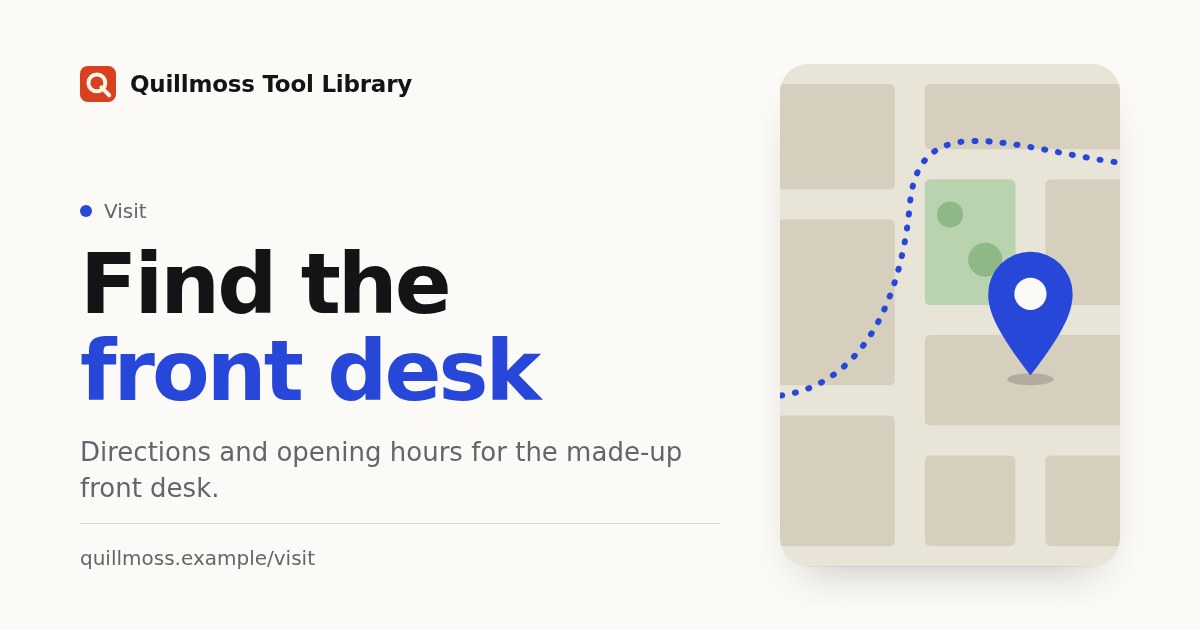 Quillmoss Tool Library
Visit
Find the
front desk
Directions and opening hours for the made-up
front desk.
quillmoss.example/visit